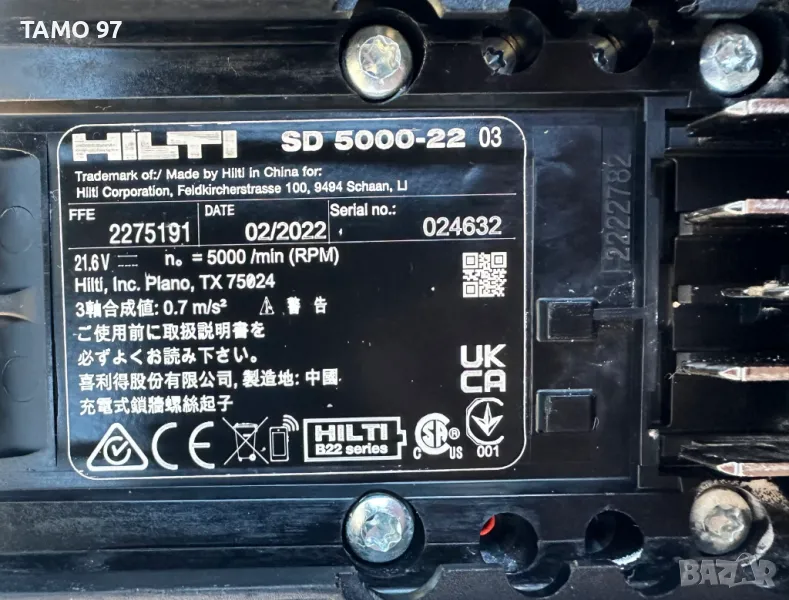 TAMO 97
HILTI SD 5000-22 03
Trademark of:/ Made by Hilti in China for:
Hilti Corporation, Feldkircherstrasse 100, 9494 Schaan, LI
FFE DATE Serial no.:
2275191 02/2022 024632
21.6V n₀ = 5000 /min (RPM)
Hilti, Inc. Plano, TX 75024
3軸合成値: 0.7 m/s² 警告
ご使用前に取扱説明書を
必ずよくお読み下さい。
喜利得股份有限公司, 製造地: 中國
充電式鎖牆螺絲起子
UK
CA
CE
HILTI
B22 series
C SA ® US
001
2222782
BAZAR